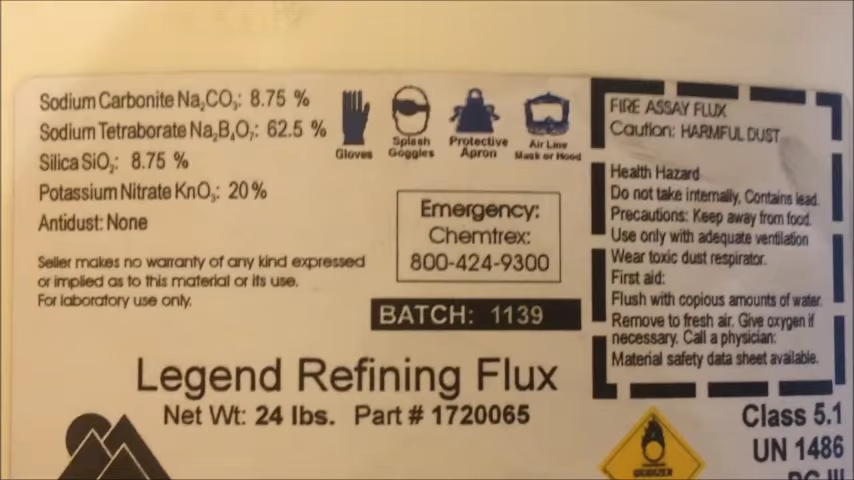 Sodium Carbonite Na₂CO₃: 8.75 %
Sodium Tetraborate Na₂B₄O₇: 62.5 %
Silica SiO₂: 8.75 %
Potassium Nitrate KnO₃: 20%
Antidust: None
Seller makes no warranty of any kind expressed
or implied as to this material or its use.
For laboratory use only.
Gloves
Splash
Goggles
Protective
Apron
Air Line
Mask or Hood
Emergency:
Chemtrex:
800-424-9300
BATCH: 1139
Legend Refining Flux
Net Wt: 24 lbs. Part # 1720065
FIRE ASSAY FLUX
Caution: HARMFUL DUST
Health Hazard
Do not take internally, Contains lead.
Precautions: Keep away from food.
Use only with adequate ventilation
Wear toxic dust respirator.
First aid:
Flush with copious amounts of water.
Remove to fresh air. Give oxygen if
necessary. Call a physician:
Material safety data sheet available.
OXIDIZER
Class 5.1
UN 1486
PG III